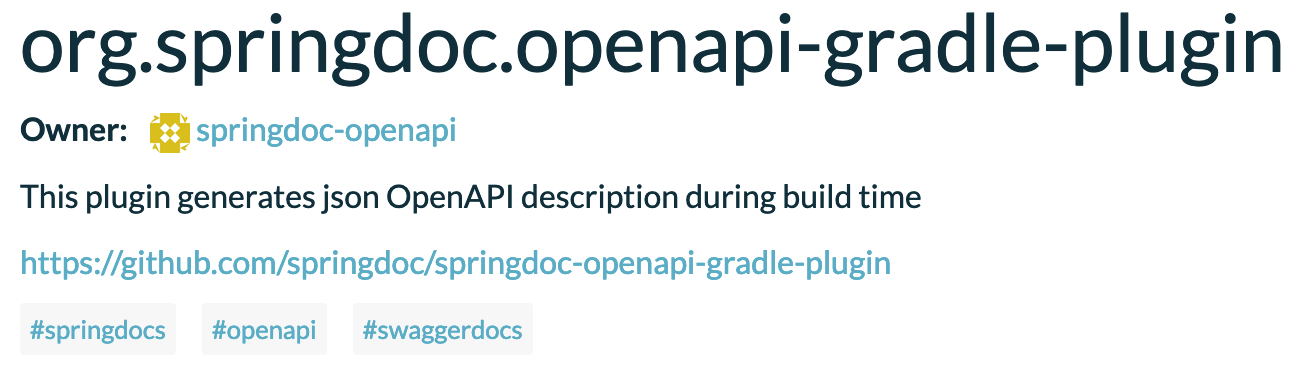 org.springdoc.openapi-gradle-plugin
Owner: springdoc-openapi
This plugin generates json OpenAPI description during build time
https://github.com/springdoc/springdoc-openapi-gradle-plugin
#springdocs #openapi #swaggerdocs